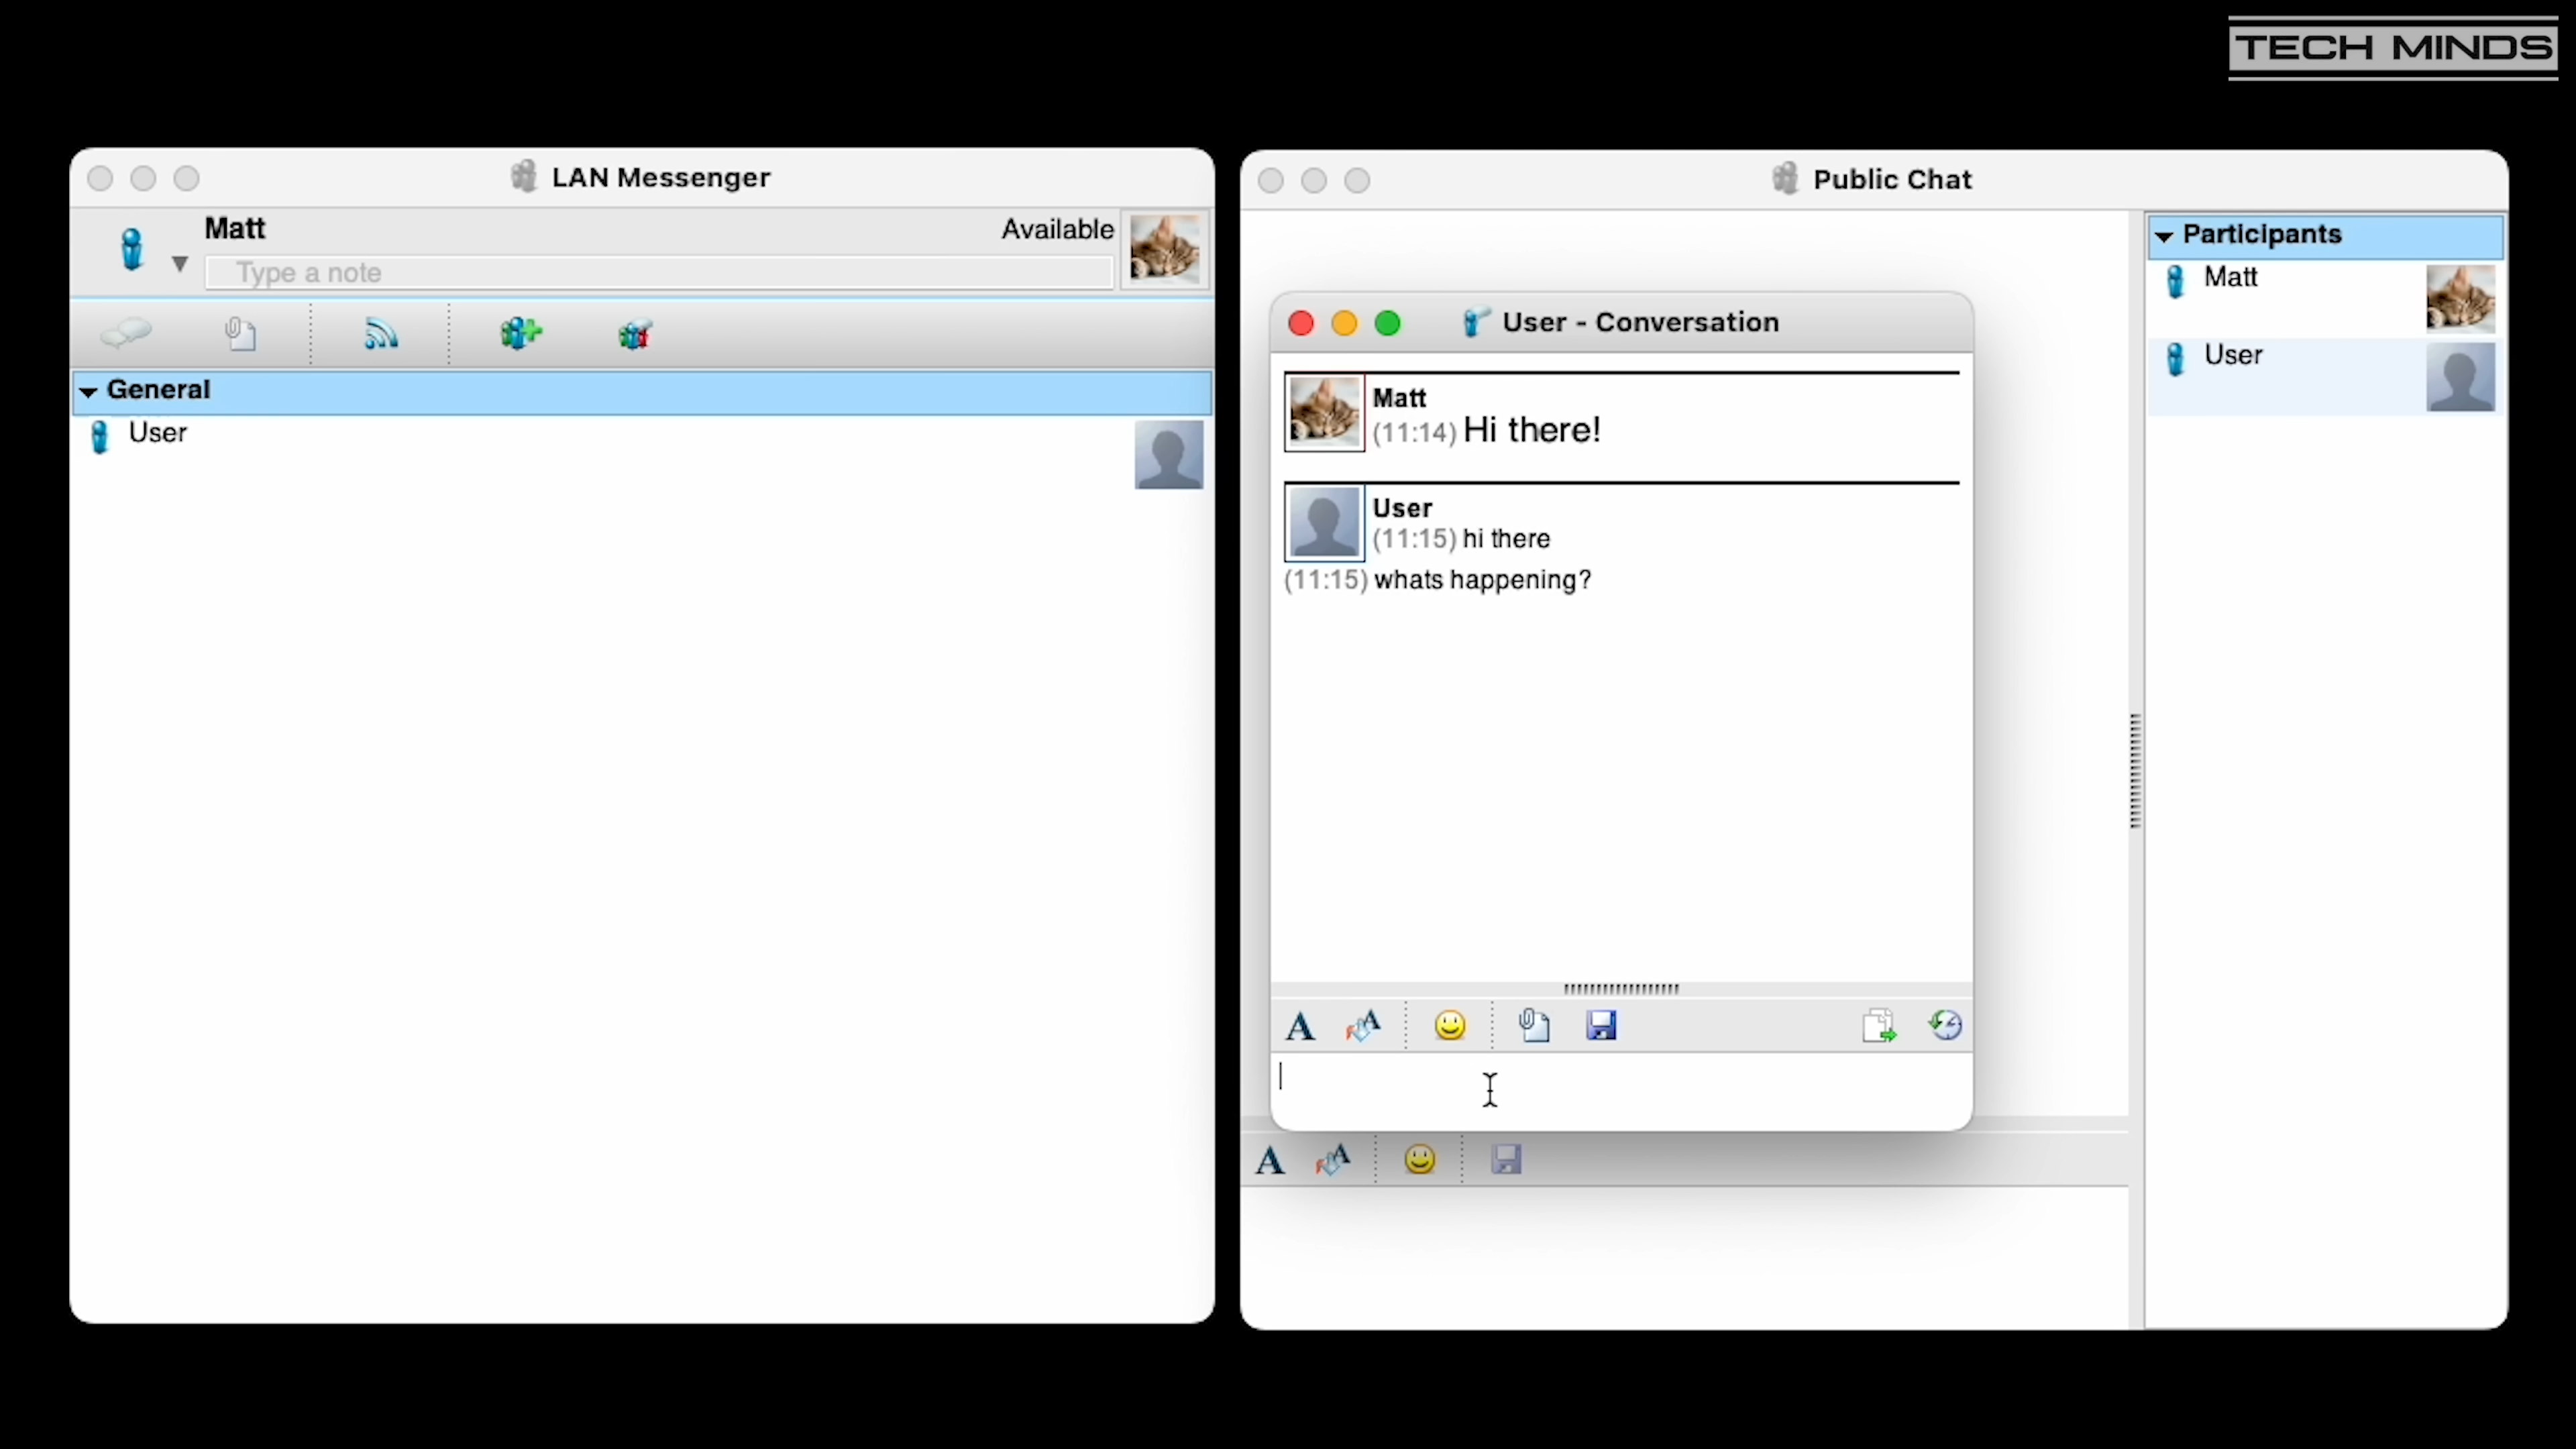 TECH MINDS
LAN Messenger
Matt
Available
Type a note
General
User
Public Chat
Participants
Matt
User
User - Conversation
Matt
(11:14) Hi there!
User
(11:15) hi there
(11:15) whats happening?